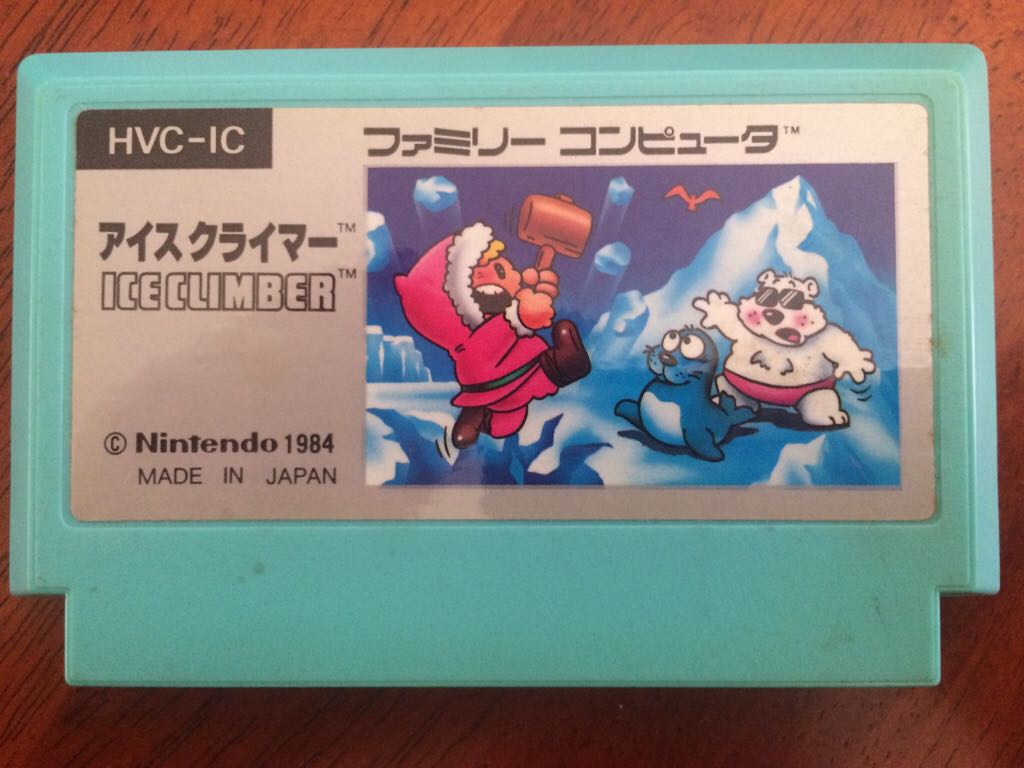 HVC-IC
ファミリー コンピュータ™
アイスクライマー™
ICE CLIMBER™
© Nintendo 1984
MADE IN JAPAN